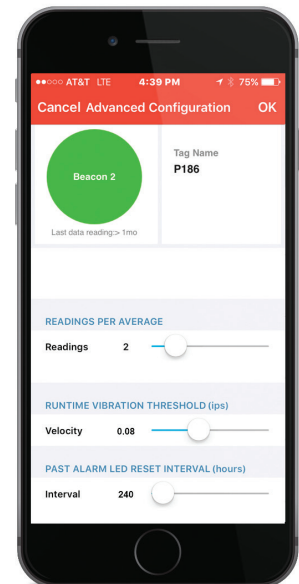 AT&T LTE 4:39 PM 75%
Cancel Advanced Configuration OK
Beacon 2
Last data reading:> 1mo
Tag Name
P186
READINGS PER AVERAGE
Readings 2
RUNTIME VIBRATION THRESHOLD (ips)
Velocity 0.08
PAST ALARM LED RESET INTERVAL (hours)
Interval 240